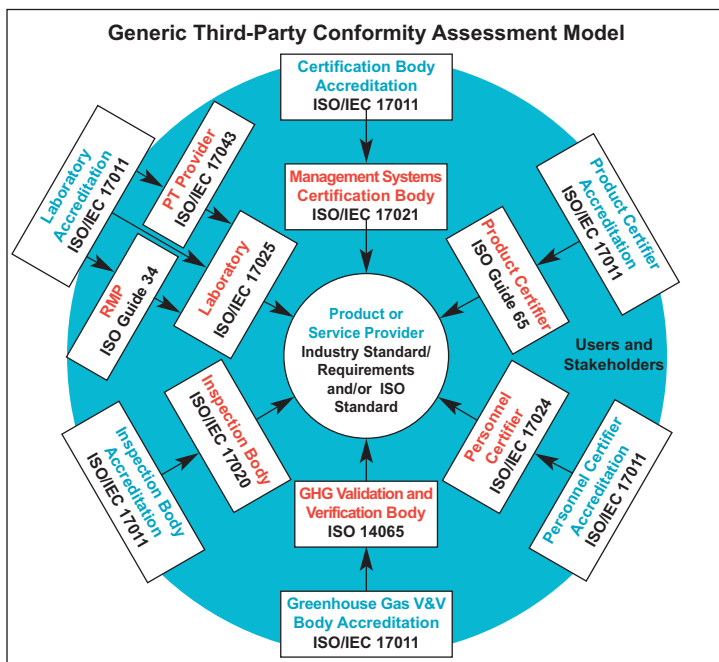 Generic Third-Party Conformity Assessment Model
Certification Body
Accreditation
ISO/IEC 17011
Management Systems
Certification Body
ISO/IEC 17021
Laboratory
Accreditation
ISO/IEC 17011
PT Provider
ISO/IEC 17043
RMP
ISO Guide 34
Laboratory
ISO/IEC 17025
Product Certifier
Accreditation
ISO/IEC 17011
Product Certifier
ISO Guide 65
Product or
Service Provider
Industry Standard/
Requirements
and/or ISO
Standard
Users and
Stakeholders
Inspection Body
Accreditation
ISO/IEC 17011
Inspection Body
ISO/IEC 17020
Personnel
Certifier
ISO/IEC 17024
Personnel Certifier
Accreditation
ISO/IEC 17011
GHG Validation and
Verification Body
ISO 14065
Greenhouse Gas V&V
Body Accreditation
ISO/IEC 17011